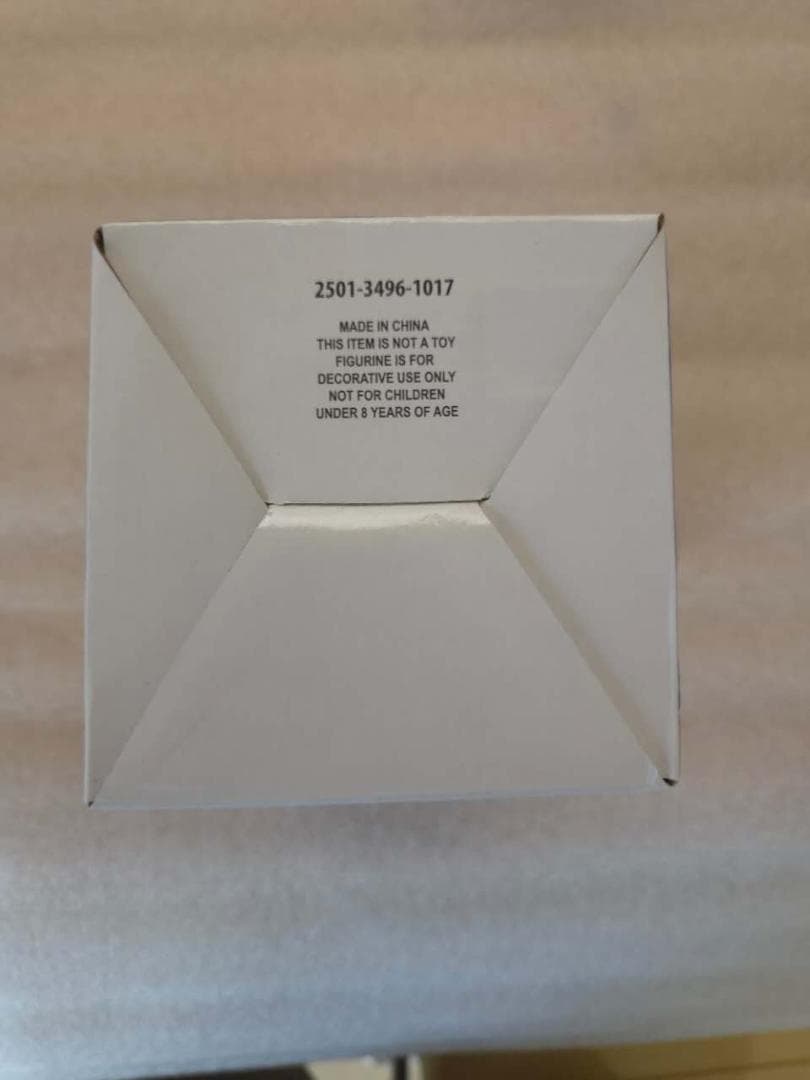 2501-3496-1017
MADE IN CHINA
THIS ITEM IS NOT A TOY
FIGURINE IS FOR
DECORATIVE USE ONLY
NOT FOR CHILDREN
UNDER 8 YEARS OF AGE